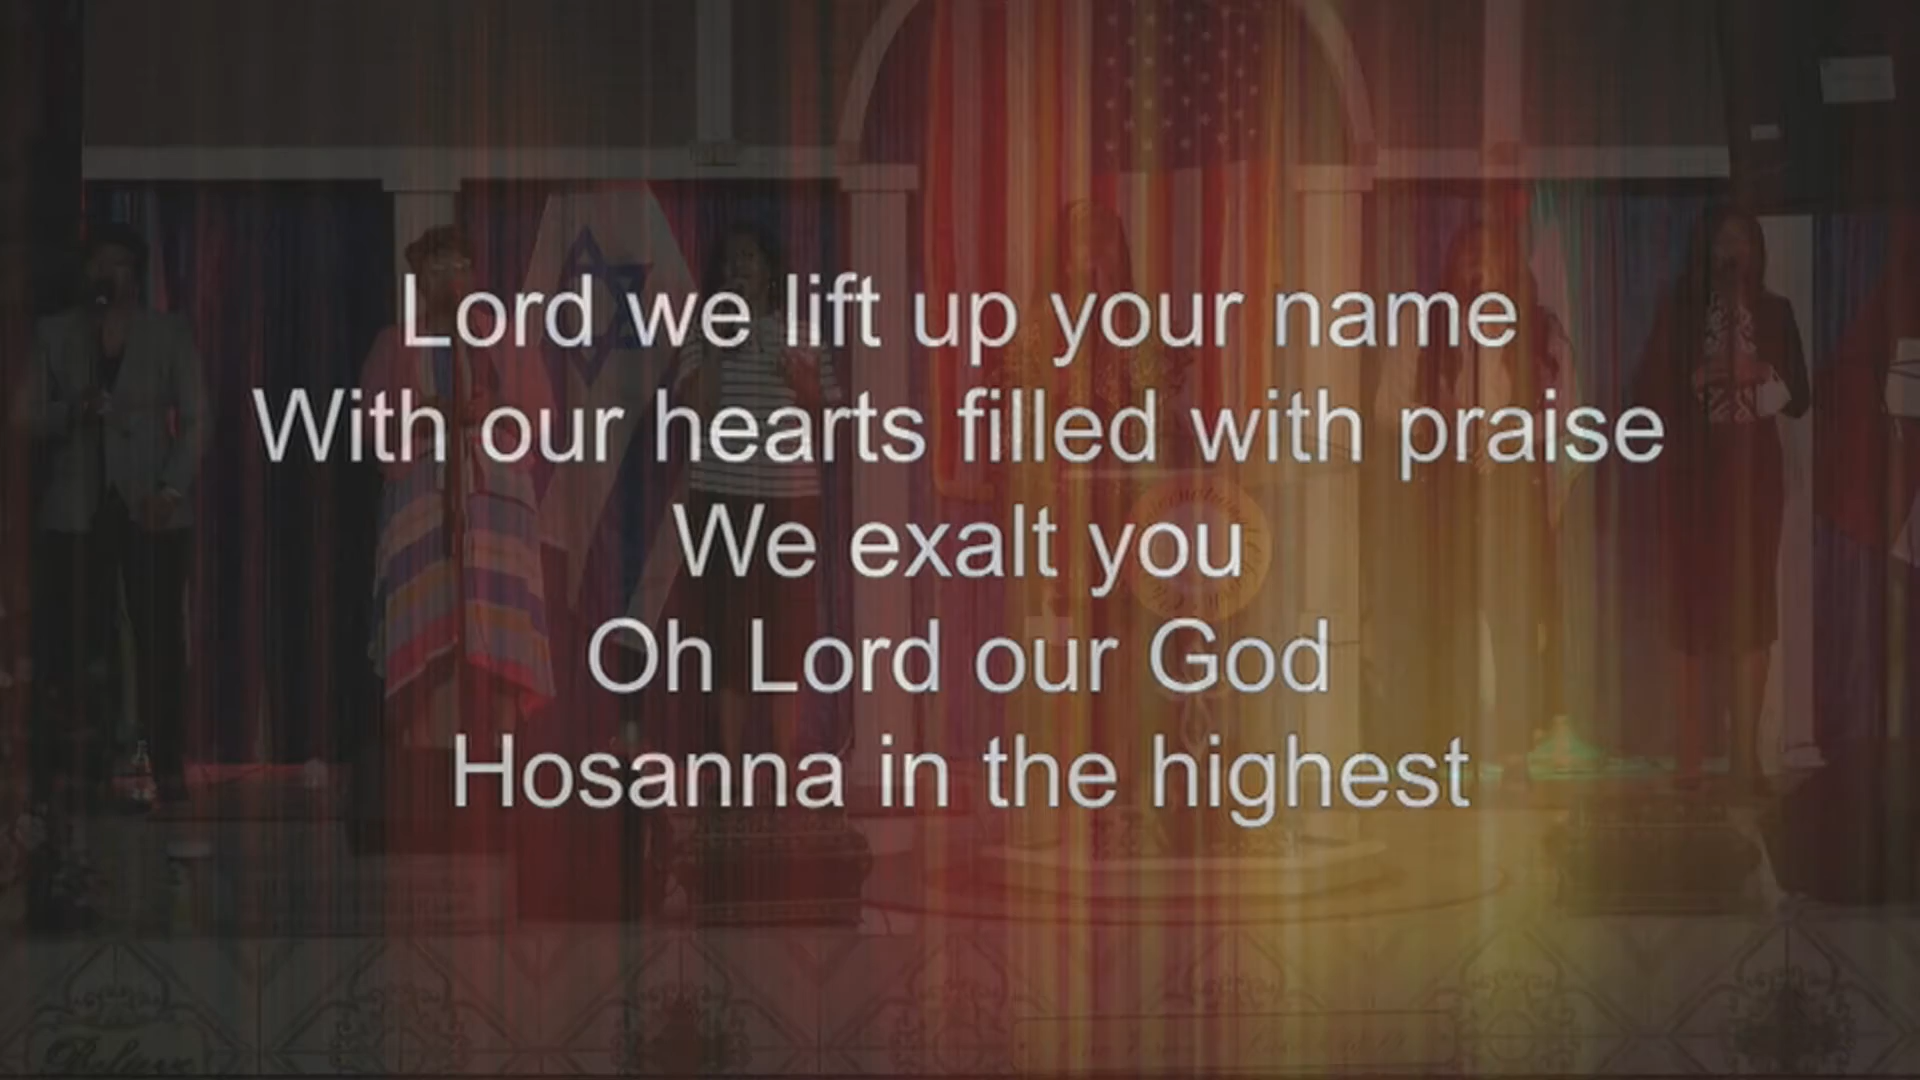 Lord we lift up your name
With our hearts filled with praise
We exalt you
Oh Lord our God
Hosanna in the highest
Believe